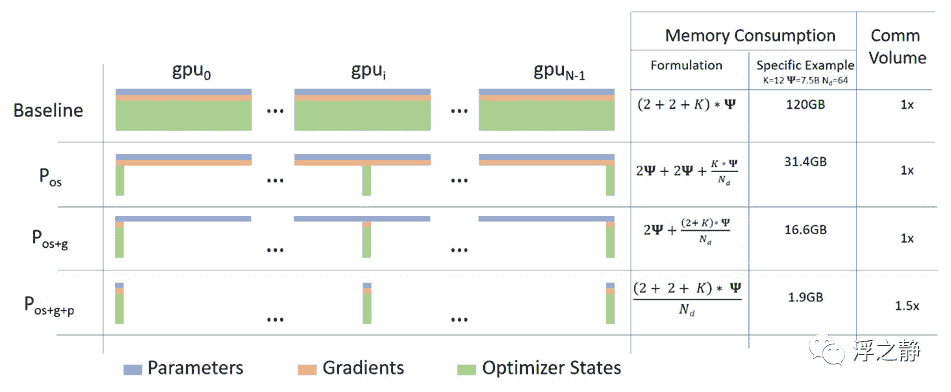 Memory Consumption
Comm
Volume
gpu0
gpui
gpuN-1
Formulation
Specific Example
K=12 Ψ=7.5B Nd=64
Baseline
...
...
(2 + 2 + K) * Ψ
120GB
1x
Pos
...
...
2Ψ + 2Ψ + K * Ψ / Nd
31.4GB
1x
Pos+g
...
...
2Ψ + (2+K) * Ψ / Nd
16.6GB
1x
Pos+g+p
...
...
(2 + 2 + K) * Ψ / Nd
1.9GB
1.5x
Parameters
Gradients
Optimizer States
浮之静